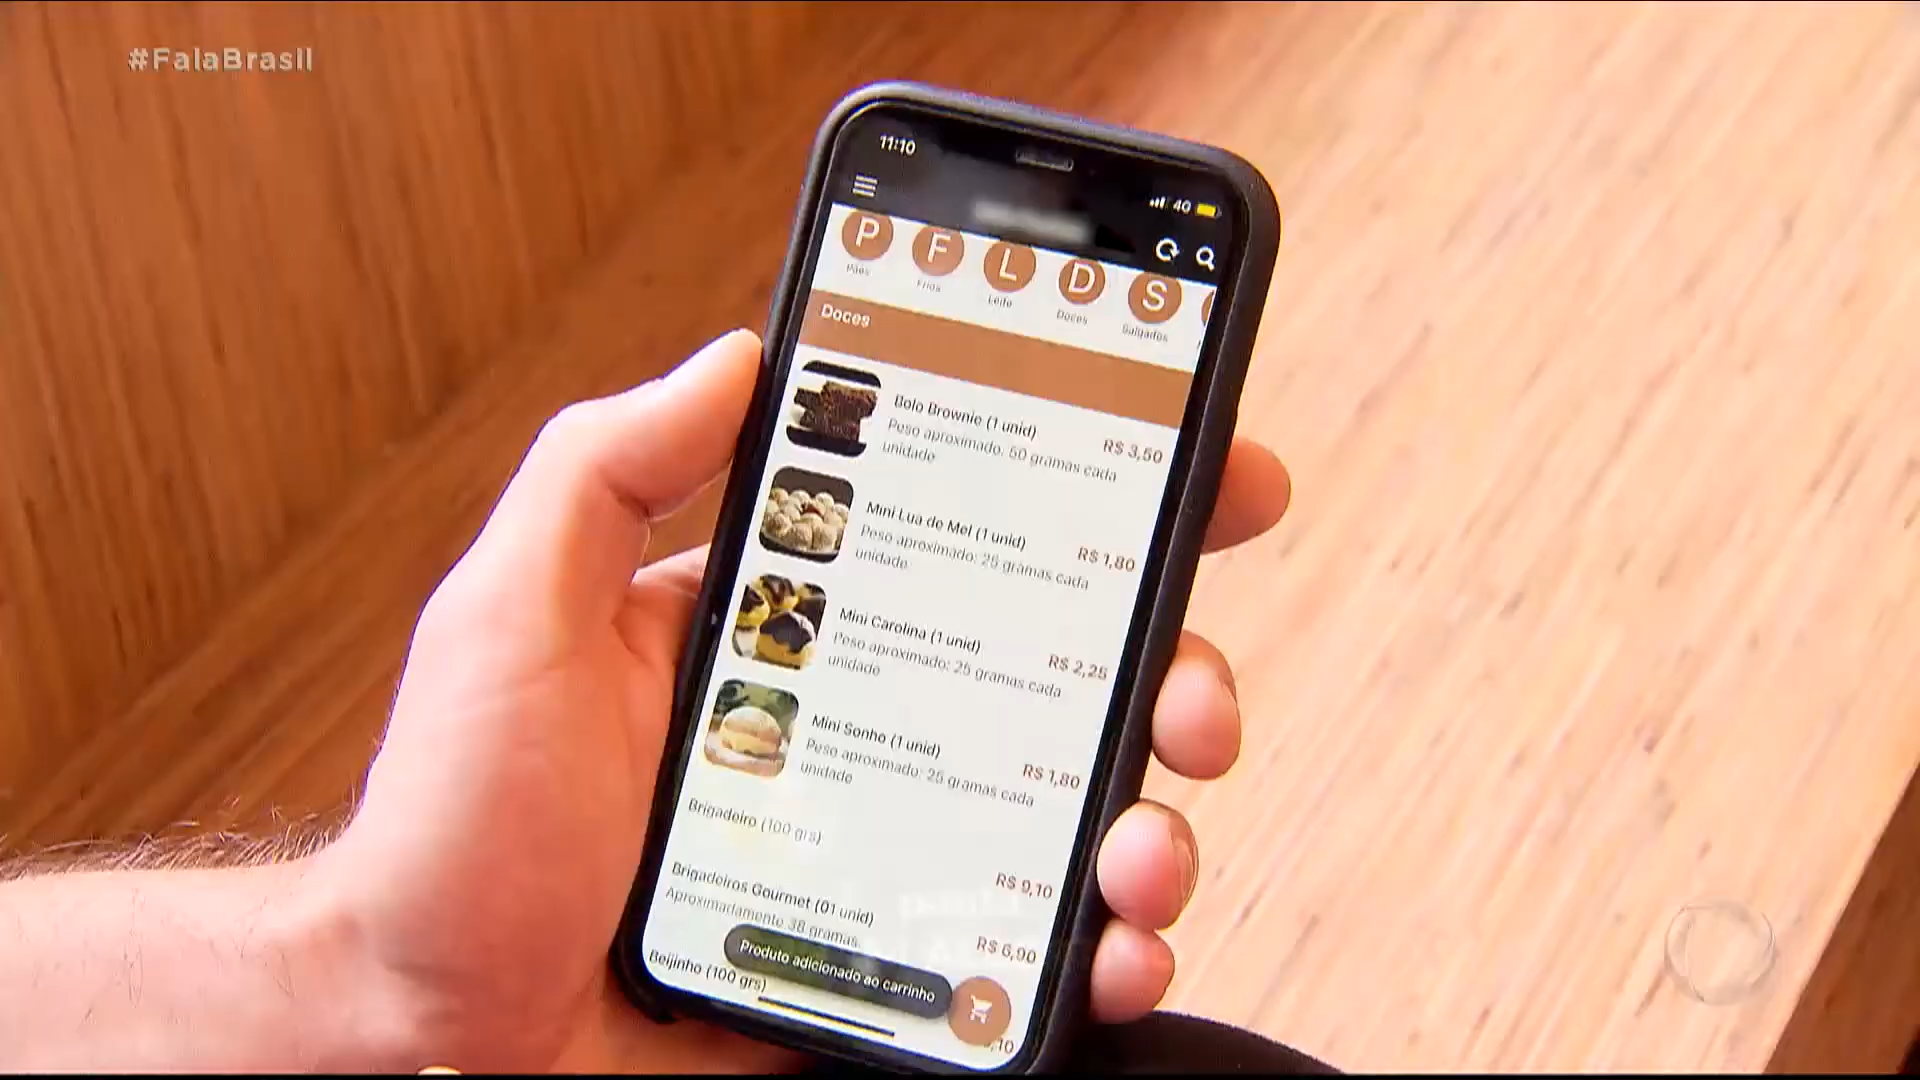 #FalaBrasil
11:10
4G
P
F
L
D
S
Pães
Frios
Leite
Doces
Salgados
Doces
Bolo Brownie (1 unid)
Peso aproximado: 50 gramas cada
unidade
R$ 3,50
Mini Lua de Mel (1 unid)
Peso aproximado: 25 gramas cada
unidade
R$ 1,80
Mini Carolina (1 unid)
Peso aproximado: 25 gramas cada
unidade
R$ 2,25
Mini Sonho (1 unid)
Peso aproximado: 25 gramas cada
unidade
R$ 1,80
Brigadeiro (100 grs)
R$ 9,10
Brigadeiros Gourmet (01 unid)
Aproximadamente 38 gramas.
R$ 6,90
Beijinho (100 grs)
Produto adicionado ao carrinho
,10